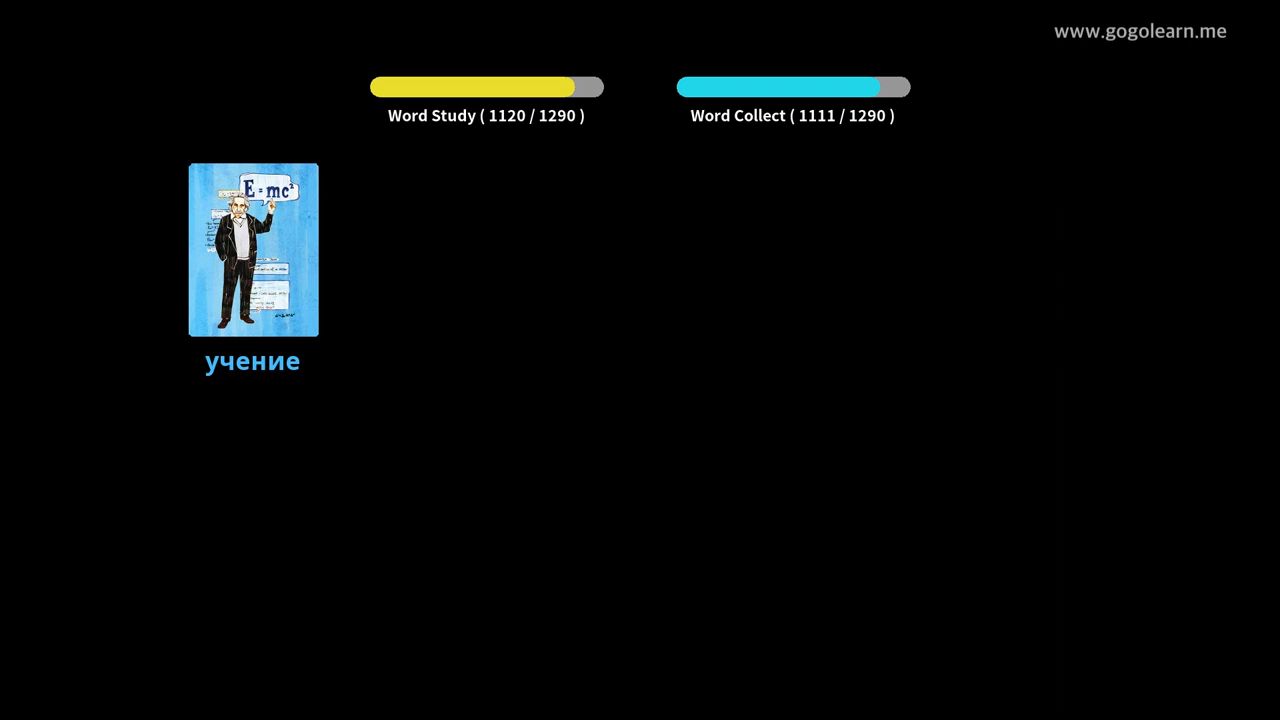 www.gogolearn.me
Word Study ( 1120 / 1290 )
Word Collect ( 1111 / 1290 )
E = mc²
учение